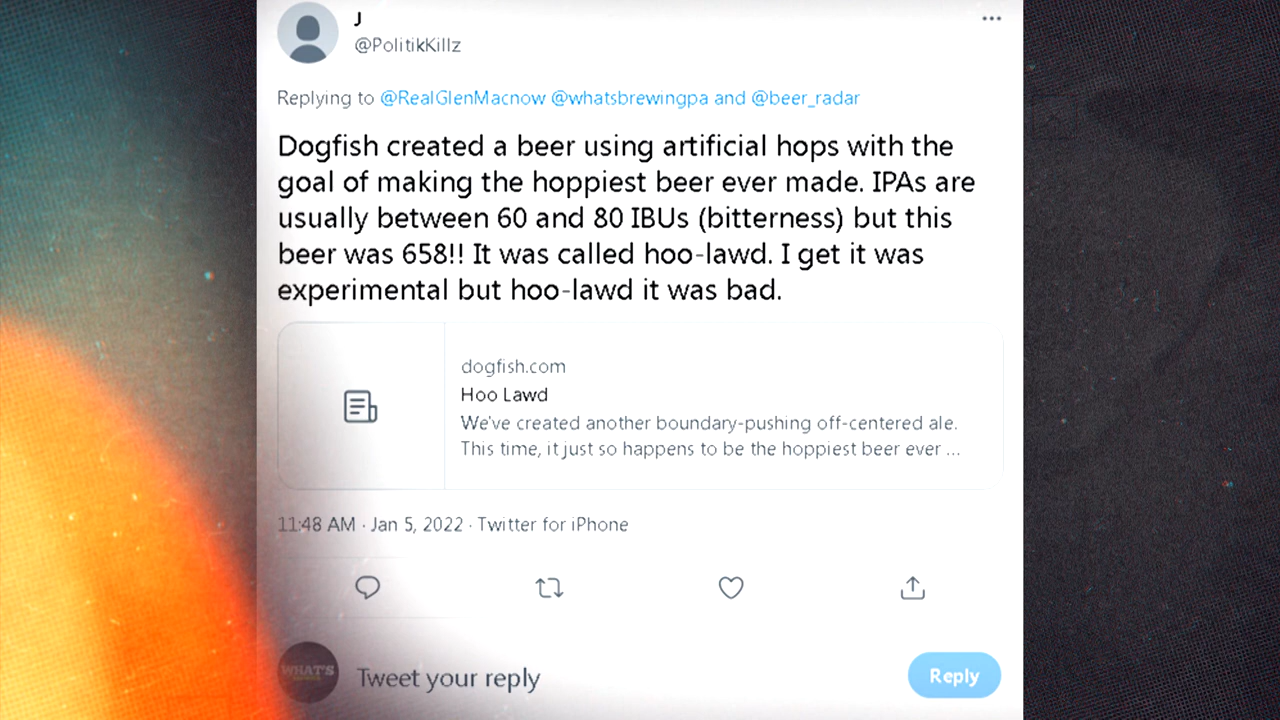 J
@PolitikKillz
Replying to @RealGlenMacnow @whatsbrewingpa and @beer_radar
Dogfish created a beer using artificial hops with the
goal of making the hoppiest beer ever made. IPAs are
usually between 60 and 80 IBUs (bitterness) but this
beer was 658!! It was called hoo-lawd. I get it was
experimental but hoo-lawd it was bad.
dogfish.com
Hoo Lawd
We've created another boundary-pushing off-centered ale.
This time, it just so happens to be the hoppiest beer ever ...
11:48 AM · Jan 5, 2022 · Twitter for iPhone
WHAT'S
Tweet your reply
Reply